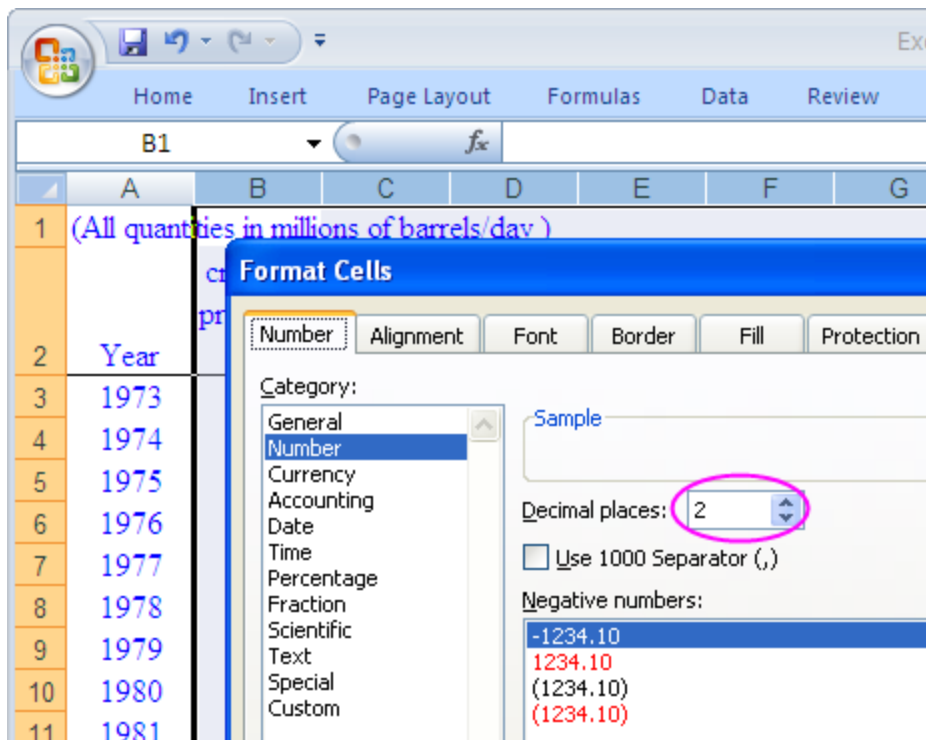 Exc
Home Insert Page Layout Formulas Data Review
B1 fx
A B C D E F G
1 (All quantities in millions of barrels/day )
cr
pr
2 Year
3 1973
4 1974
5 1975
6 1976
7 1977
8 1978
9 1979
10 1980
11 1981
Format Cells
Number Alignment Font Border Fill Protection
Category:
General
Number
Currency
Accounting
Date
Time
Percentage
Fraction
Scientific
Text
Special
Custom
Sample
Decimal places: 2
Use 1000 Separator (,)
Negative numbers:
-1234.10
1234.10
(1234.10)
(1234.10)